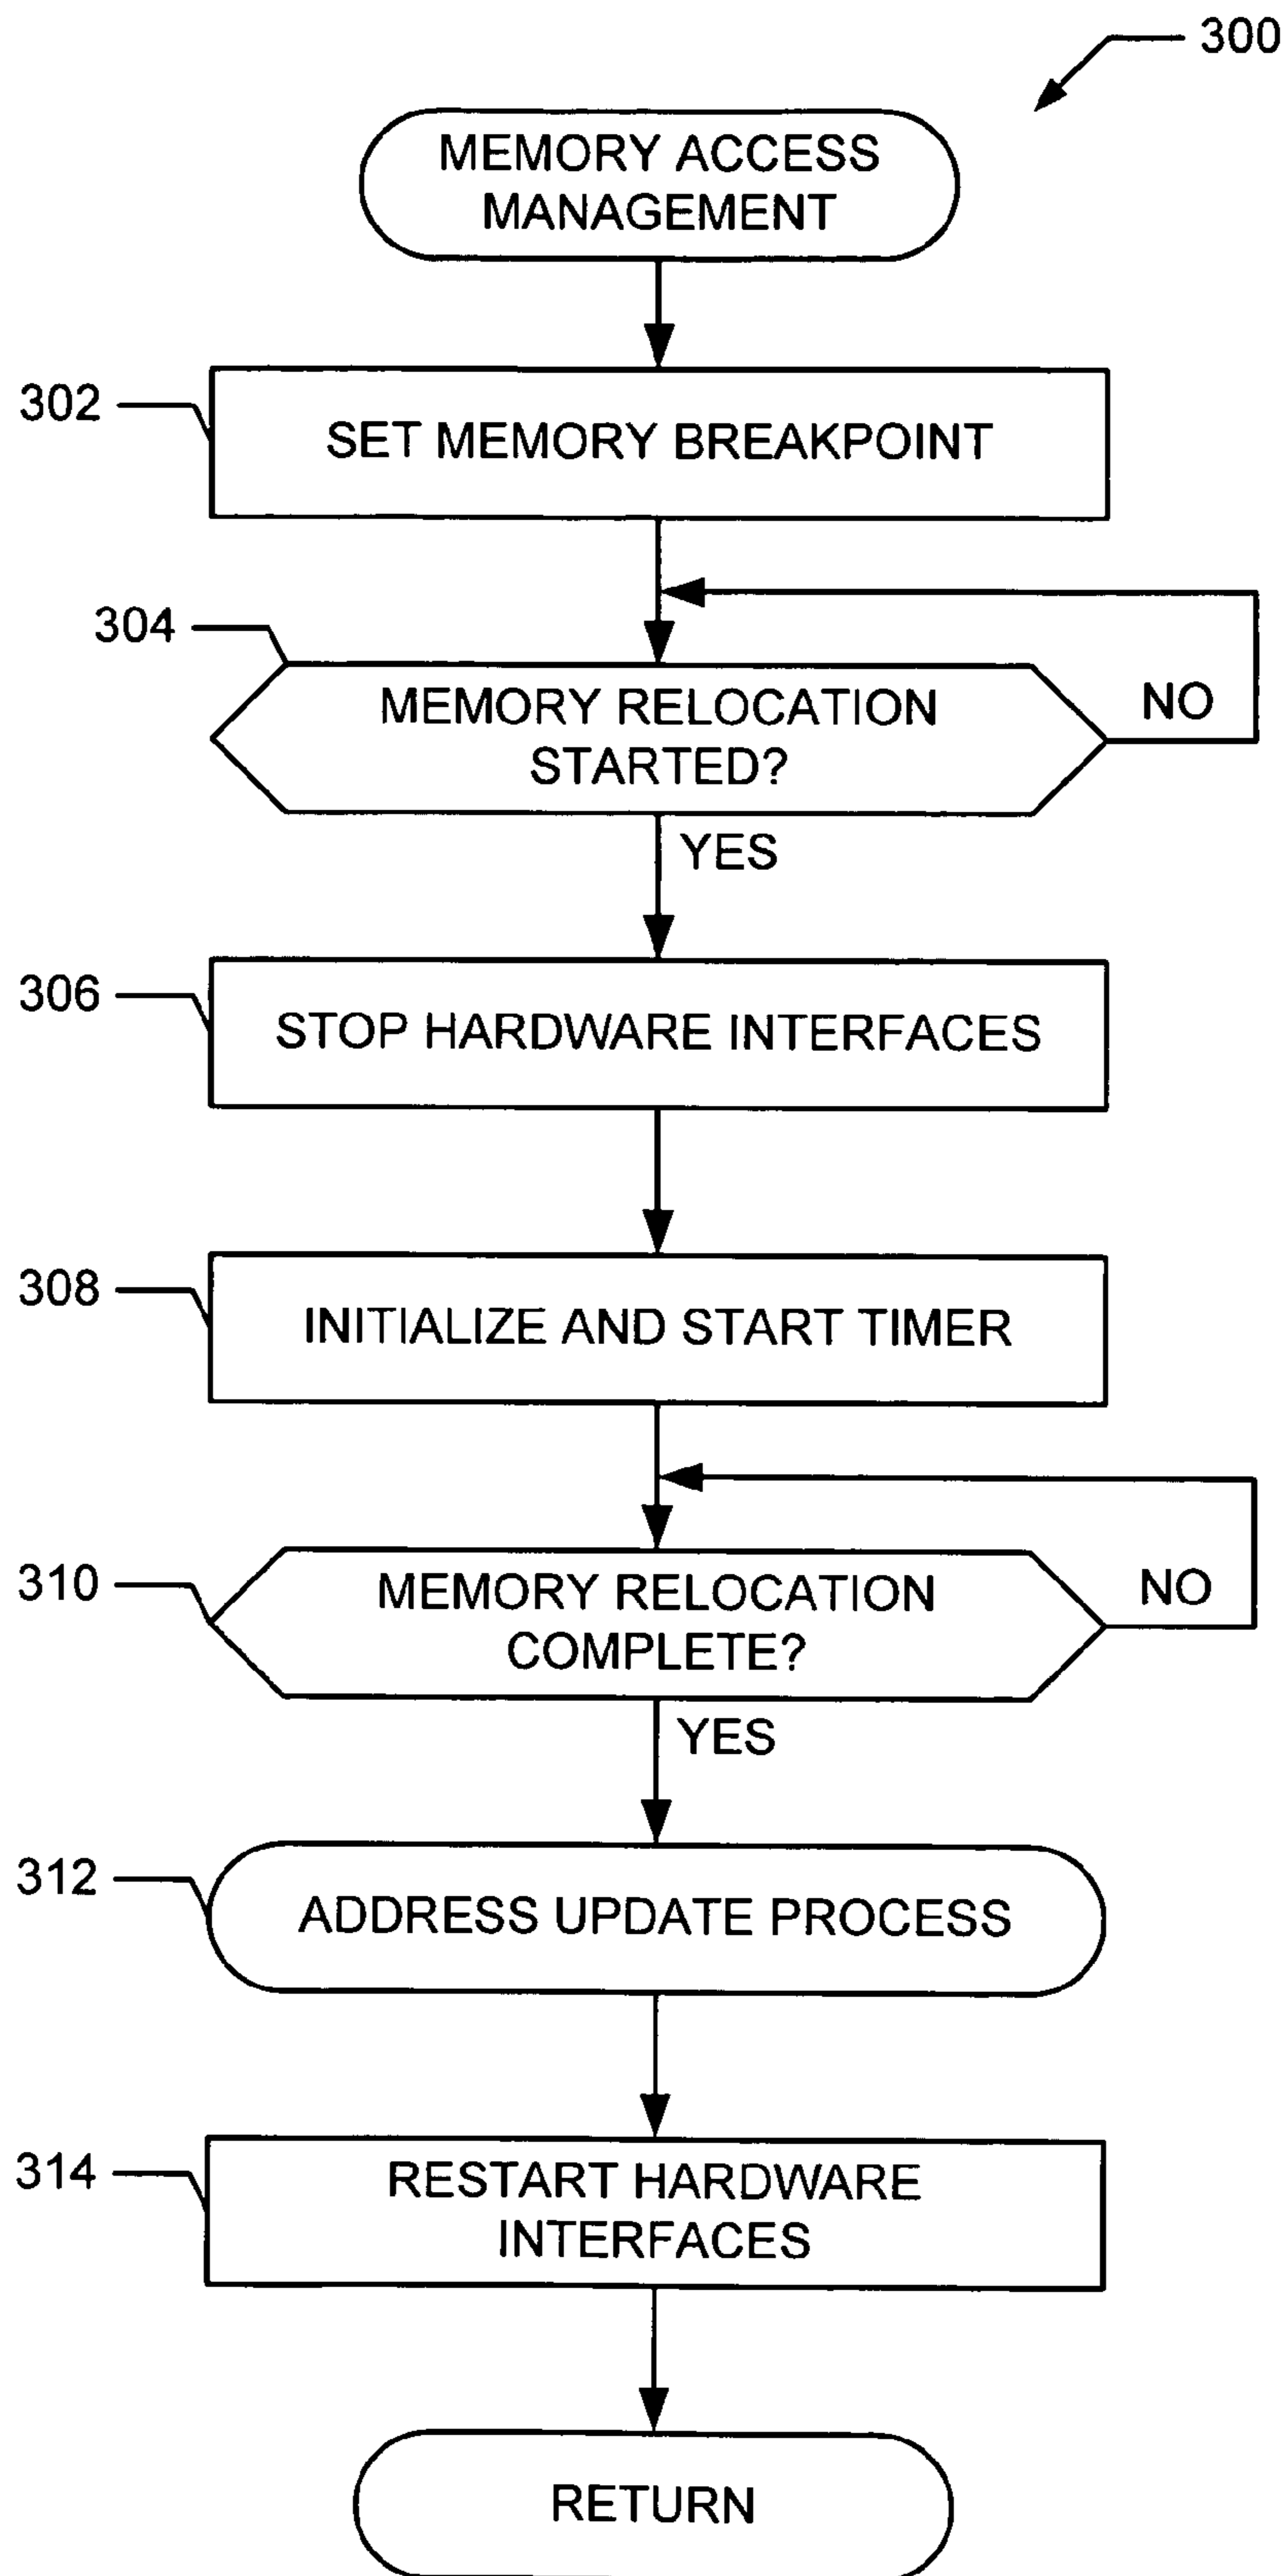 300
MEMORY ACCESS
MANAGEMENT
302
SET MEMORY BREAKPOINT
304
MEMORY RELOCATION
STARTED?
NO
YES
306
STOP HARDWARE INTERFACES
308
INITIALIZE AND START TIMER
310
MEMORY RELOCATION
COMPLETE?
NO
YES
312
ADDRESS UPDATE PROCESS
314
RESTART HARDWARE
INTERFACES
RETURN